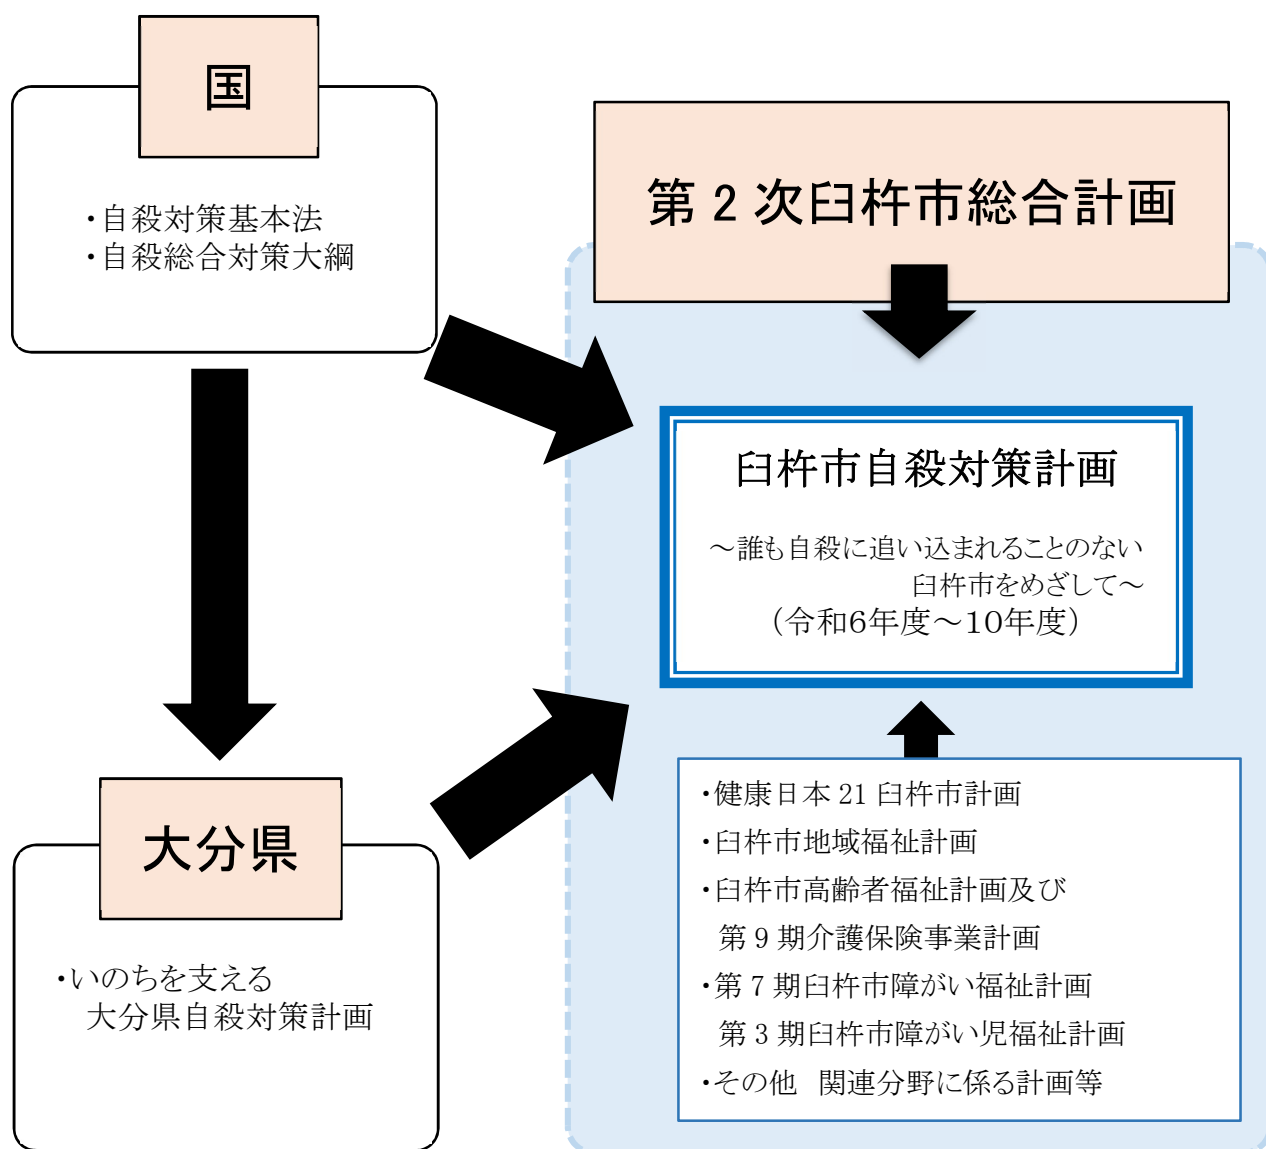 国
・自殺対策基本法
・自殺総合対策大綱
大分県
・いのちを支える
大分県自殺対策計画
第2次臼杵市総合計画
臼杵市自殺対策計画
～誰も自殺に追い込まれることのない
臼杵市をめざして～
（令和６年度～１０年度）
・健康日本 21 臼杵市計画
・臼杵市地域福祉計画
・臼杵市高齢者福祉計画及び
第 9 期介護保険事業計画
・第 7 期臼杵市障がい福祉計画
第 3 期臼杵市障がい児福祉計画
・その他　関連分野に係る計画等